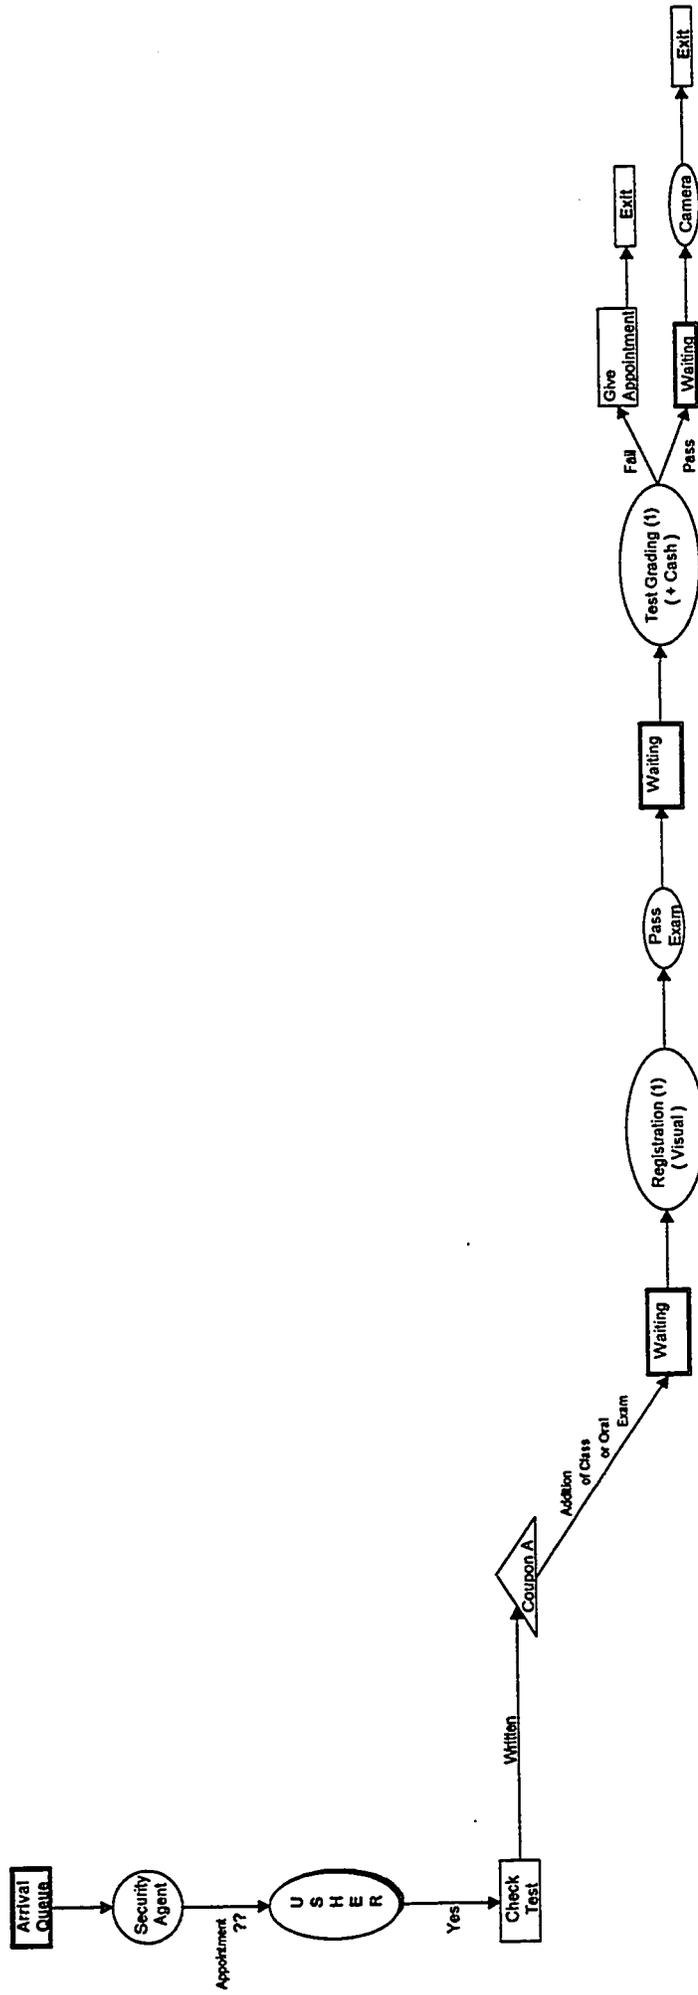 Arrival
Queue
Security
Agent
Appointment
??
U
S
H
E
R
Yes
Check
Test
Written
Coupon A
Addition
of Class
or Oral
Exam
Waiting
Registration (1)
( Visual )
Pass
Exam
Waiting
Test Grading (1)
( + Cash )
Fail
Give
Appointment
Exit
Pass
Waiting
Camera
Exit